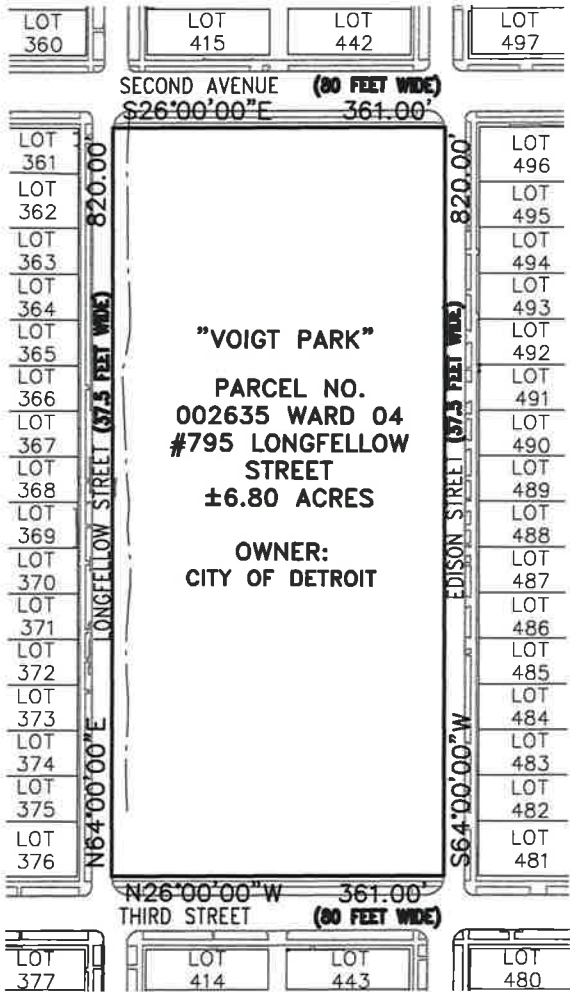 LOT
360
LOT
415
LOT
442
LOT
497
SECOND AVENUE (80 FEET WIDE)
S26°00'00"E 361.00'
LOT
361
LOT
362
LOT
363
LOT
364
LOT
365
LOT
366
LOT
367
LOT
368
LOT
369
LOT
370
LOT
371
LOT
372
LOT
373
LOT
374
LOT
375
LOT
376
820.00'
LONGFELLOW STREET (37.5 FEET WIDE)
N64°00'00"E
"VOIGT PARK"
PARCEL NO.
002635 WARD 04
#795 LONGFELLOW
STREET
±6.80 ACRES
OWNER:
CITY OF DETROIT
820.00'
EDISON STREET (37.5 FEET WIDE)
S64°00'00"W
LOT
496
LOT
495
LOT
494
LOT
493
LOT
492
LOT
491
LOT
490
LOT
489
LOT
488
LOT
487
LOT
486
LOT
485
LOT
484
LOT
483
LOT
482
LOT
481
N26°00'00"W 361.00'
THIRD STREET (80 FEET WIDE)
LOT
377
LOT
414
LOT
443
LOT
480